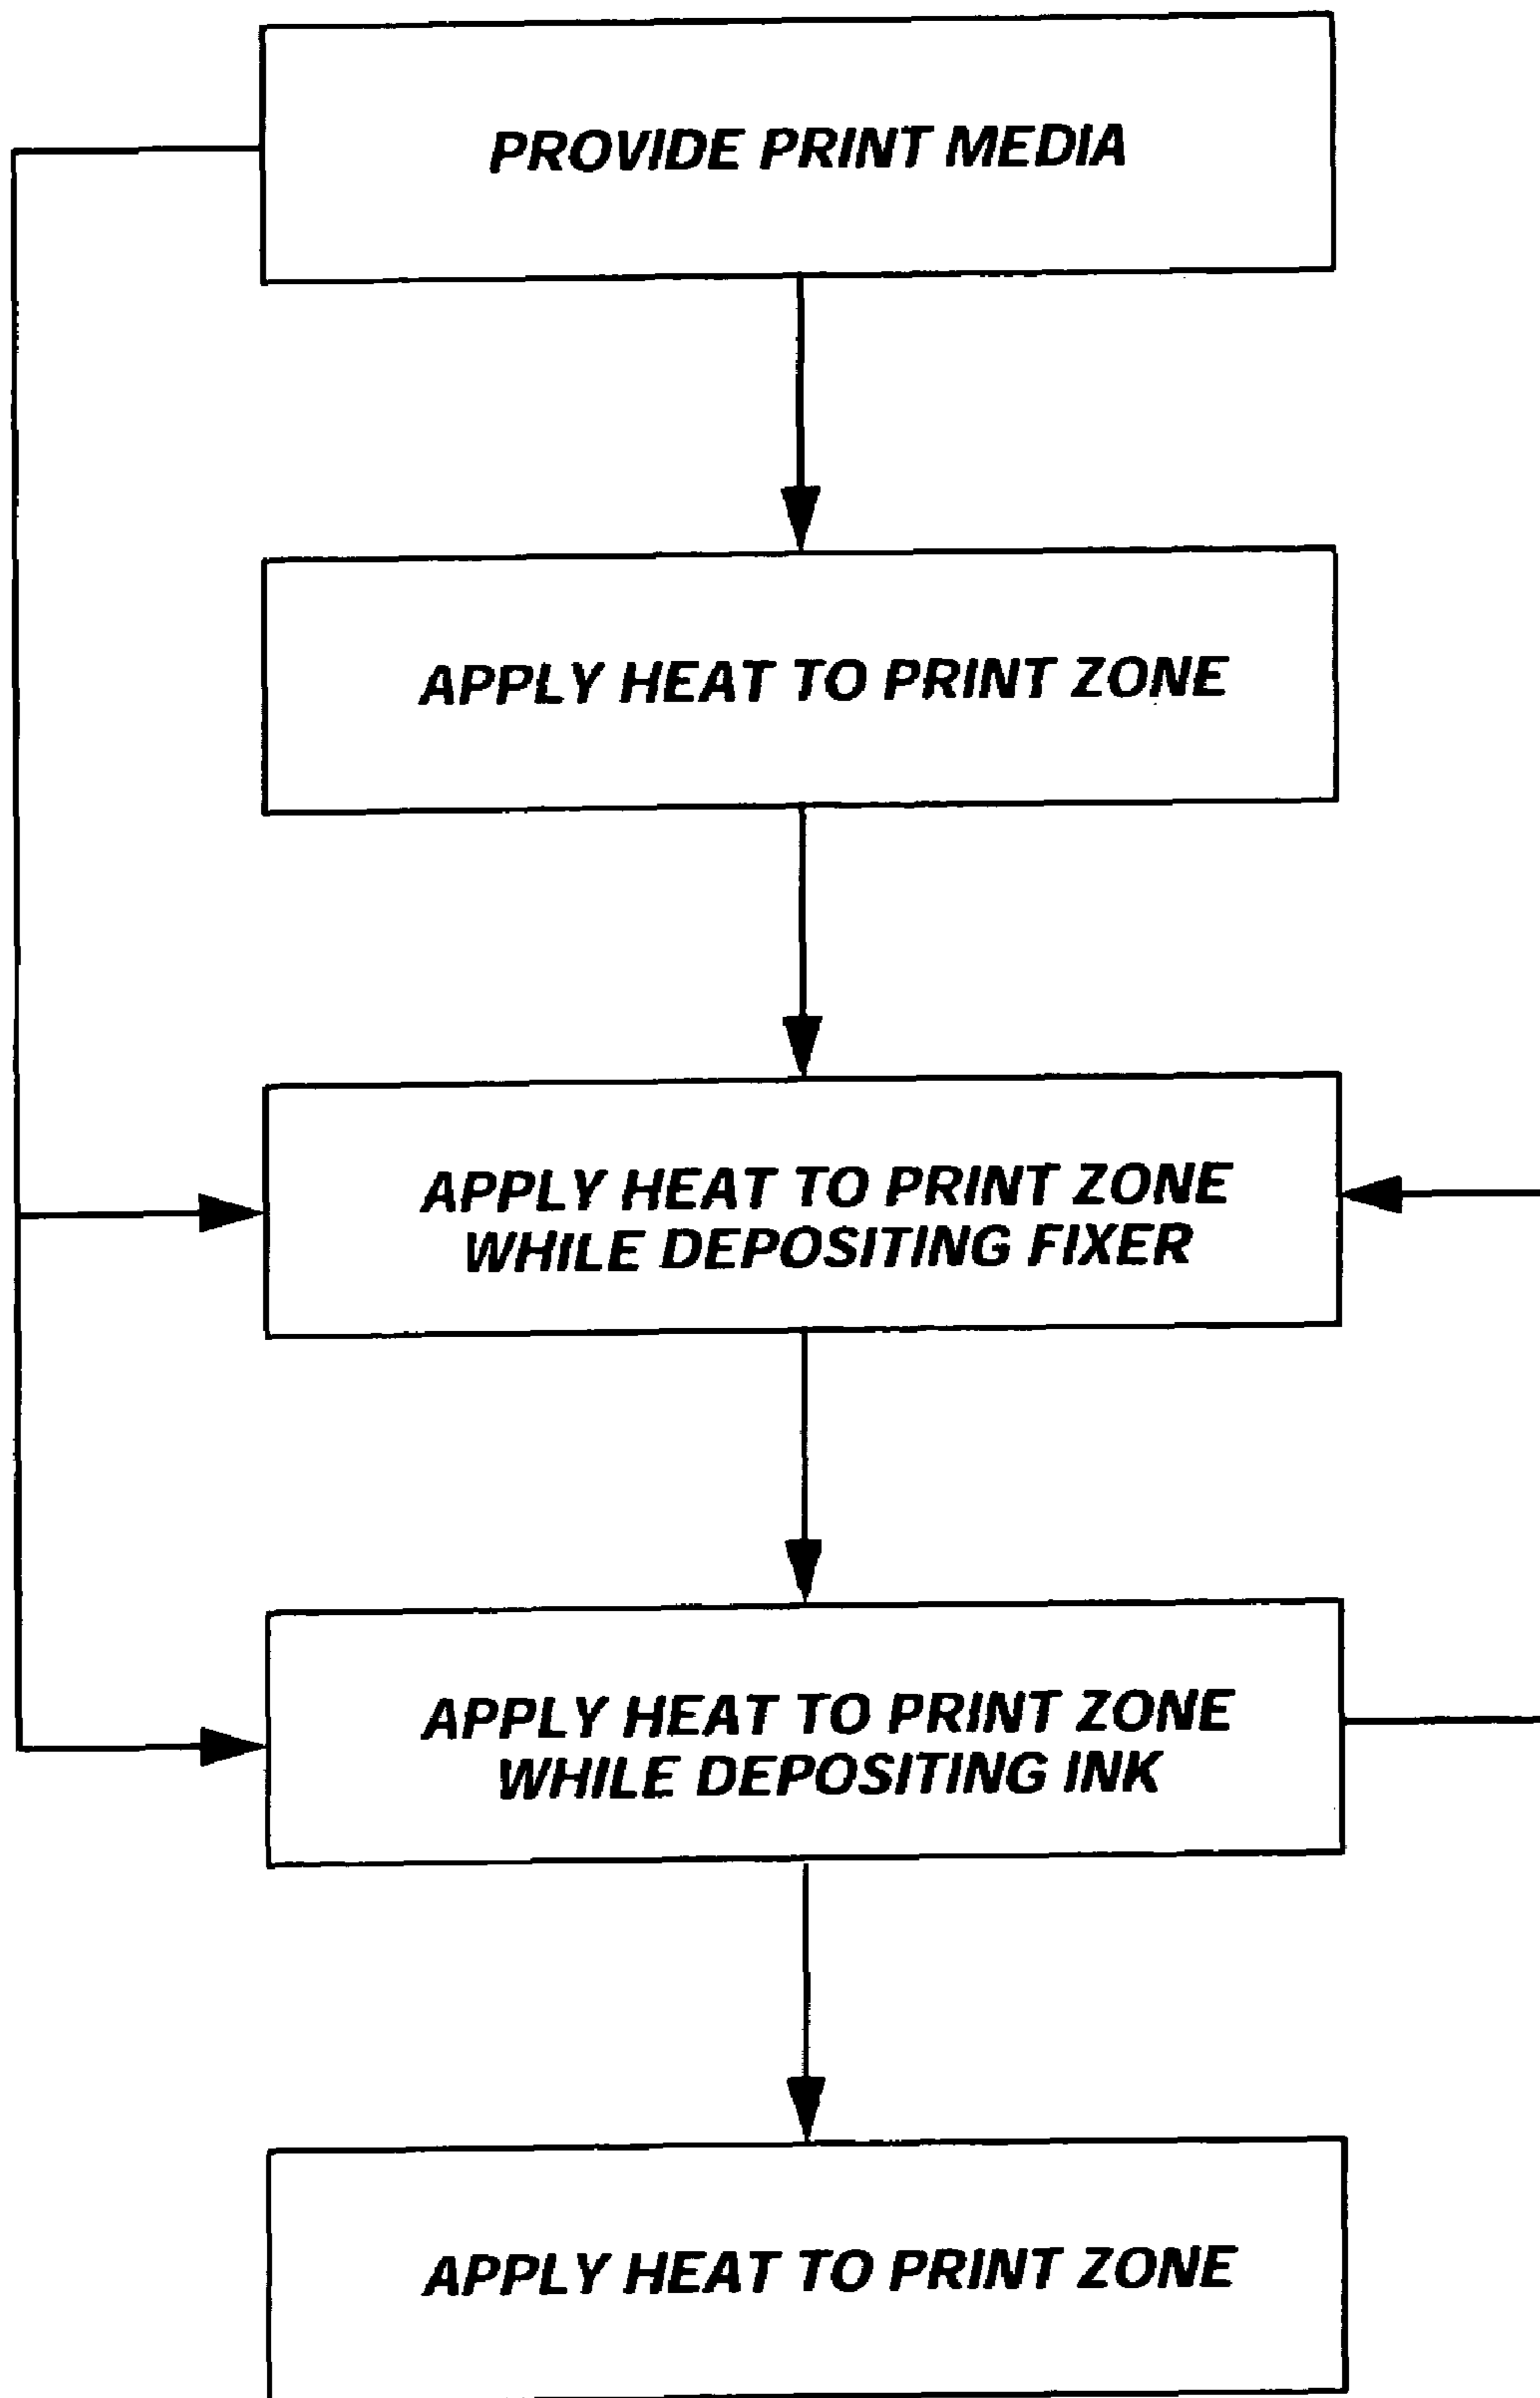 PROVIDE PRINT MEDIA
APPLY HEAT TO PRINT ZONE
APPLY HEAT TO PRINT ZONE
WHILE DEPOSITING FIXER
APPLY HEAT TO PRINT ZONE
WHILE DEPOSITING INK
APPLY HEAT TO PRINT ZONE